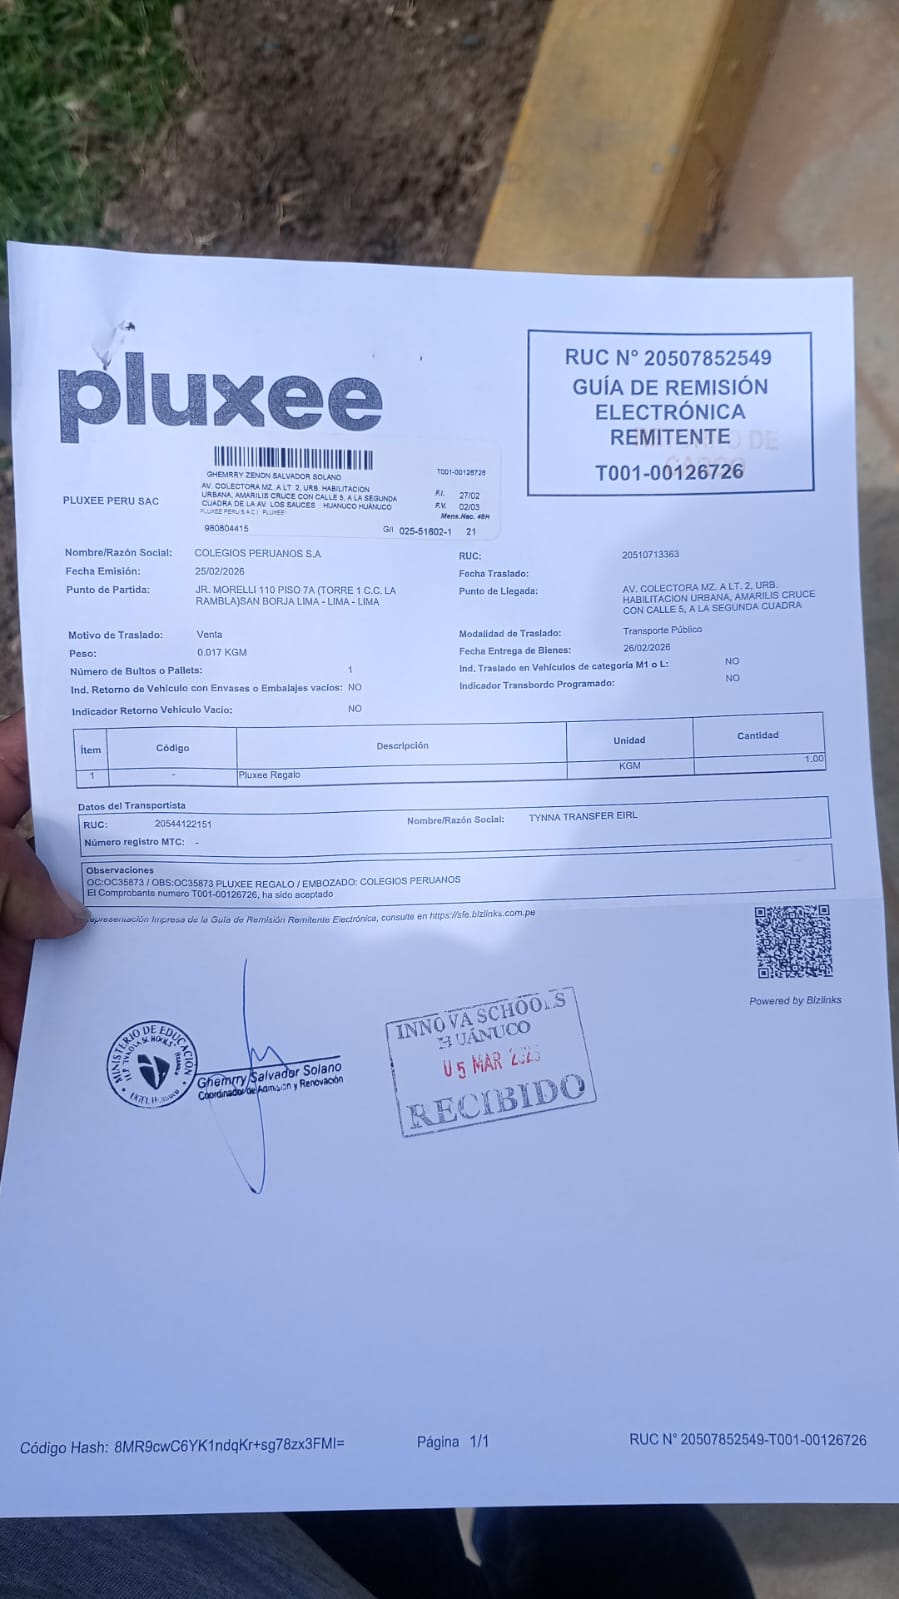 pluxee
RUC N° 20507852549
GUÍA DE REMISIÓN
ELECTRÓNICA
REMITENTE
T001-00126726
PLUXEE PERU SAC
GHEMRRY ZENON SALVADOR SOLANO
T001-00126726
AV. COLECTORA MZ. A LT. 2, URB. HABILITACION
URBANA, AMARILIS CRUCE CON CALLE 5, A LA SEGUNDA
CUADRA DE LA AV. LOS SAUCES HUANUCO HUÁNUCO
F.I. 27/02
F.V. 02/03
Mens.Nac. 48H
980804415
G/I 025-51602-1 21
Nombre/Razón Social: COLEGIOS PERUANOS S.A
RUC: 20510713363
Fecha Emisión: 25/02/2026
Fecha Traslado:
Punto de Partida: JR. MORELLI 110 PISO 7A (TORRE 1 C.C. LA
RAMBLA)SAN BORJA LIMA - LIMA - LIMA
Punto de Llegada: AV. COLECTORA MZ. A LT. 2, URB.
HABILITACION URBANA, AMARILIS CRUCE
CON CALLE 5, A LA SEGUNDA CUADRA
Motivo de Traslado: Venta
Modalidad de Traslado: Transporte Público
Peso: 0.017 KGM
Fecha Entrega de Bienes: 26/02/2026
Número de Bultos o Pallets: 1
Ind. Traslado en Vehículos de categoría M1 o L: NO
Ind. Retorno de Vehículo con Envases o Embalajes vacíos: NO
Indicador Transbordo Programado: NO
Indicador Retorno Vehículo Vacio: NO
Ítem Código Descripción Unidad Cantidad
1 - Pluxee Regalo KGM 1.00
Datos del Transportista
RUC: 20544122151
Nombre/Razón Social: TYNNA TRANSFER EIRL
Número registro MTC: -
Observaciones
OC:OC35873 / OBS:OC35873 PLUXEE REGALO / EMBOZADO: COLEGIOS PERUANOS
El Comprobante numero T001-00126726, ha sido aceptado
Impresa de la Guía de Remisión Remitente Electrónica, consulte en https://sfe.bizlinks.com.pe
Powered by Bizlinks
MINISTERIO DE EDUCACIÓN
Ghemrry Salvador Solano
Coordinador de Admisión y Renovación
INNOVA SCHOOLS
HUÁNUCO
05 MAR
RECIBIDO
Código Hash: 8MR9cwC6YK1ndqKr+sg78zx3FMI=
Página 1/1
RUC N° 20507852549-T001-00126726